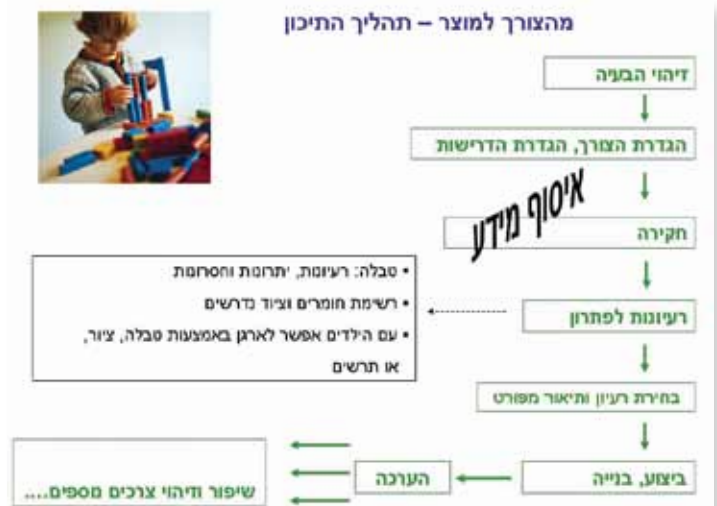 מהצורך למוצר – תהליך התיכון
זיהוי הבעיה
הגדרת הצורך, הגדרת הדרישות
איסוף מידע
חקירה
רעיונות לפתרון
• טבלה: רעיונות, יתרונות וחסרונות
• רשימת חומרים וציוד נדרשים
• עם הילדים אפשר לארגן באמצעות טבלה, ציור,
או תרשים
בחירת רעיון ותיאור מפורט
ביצוע, בנייה
הערכה
שיפור וזיהוי צרכים נוספים....